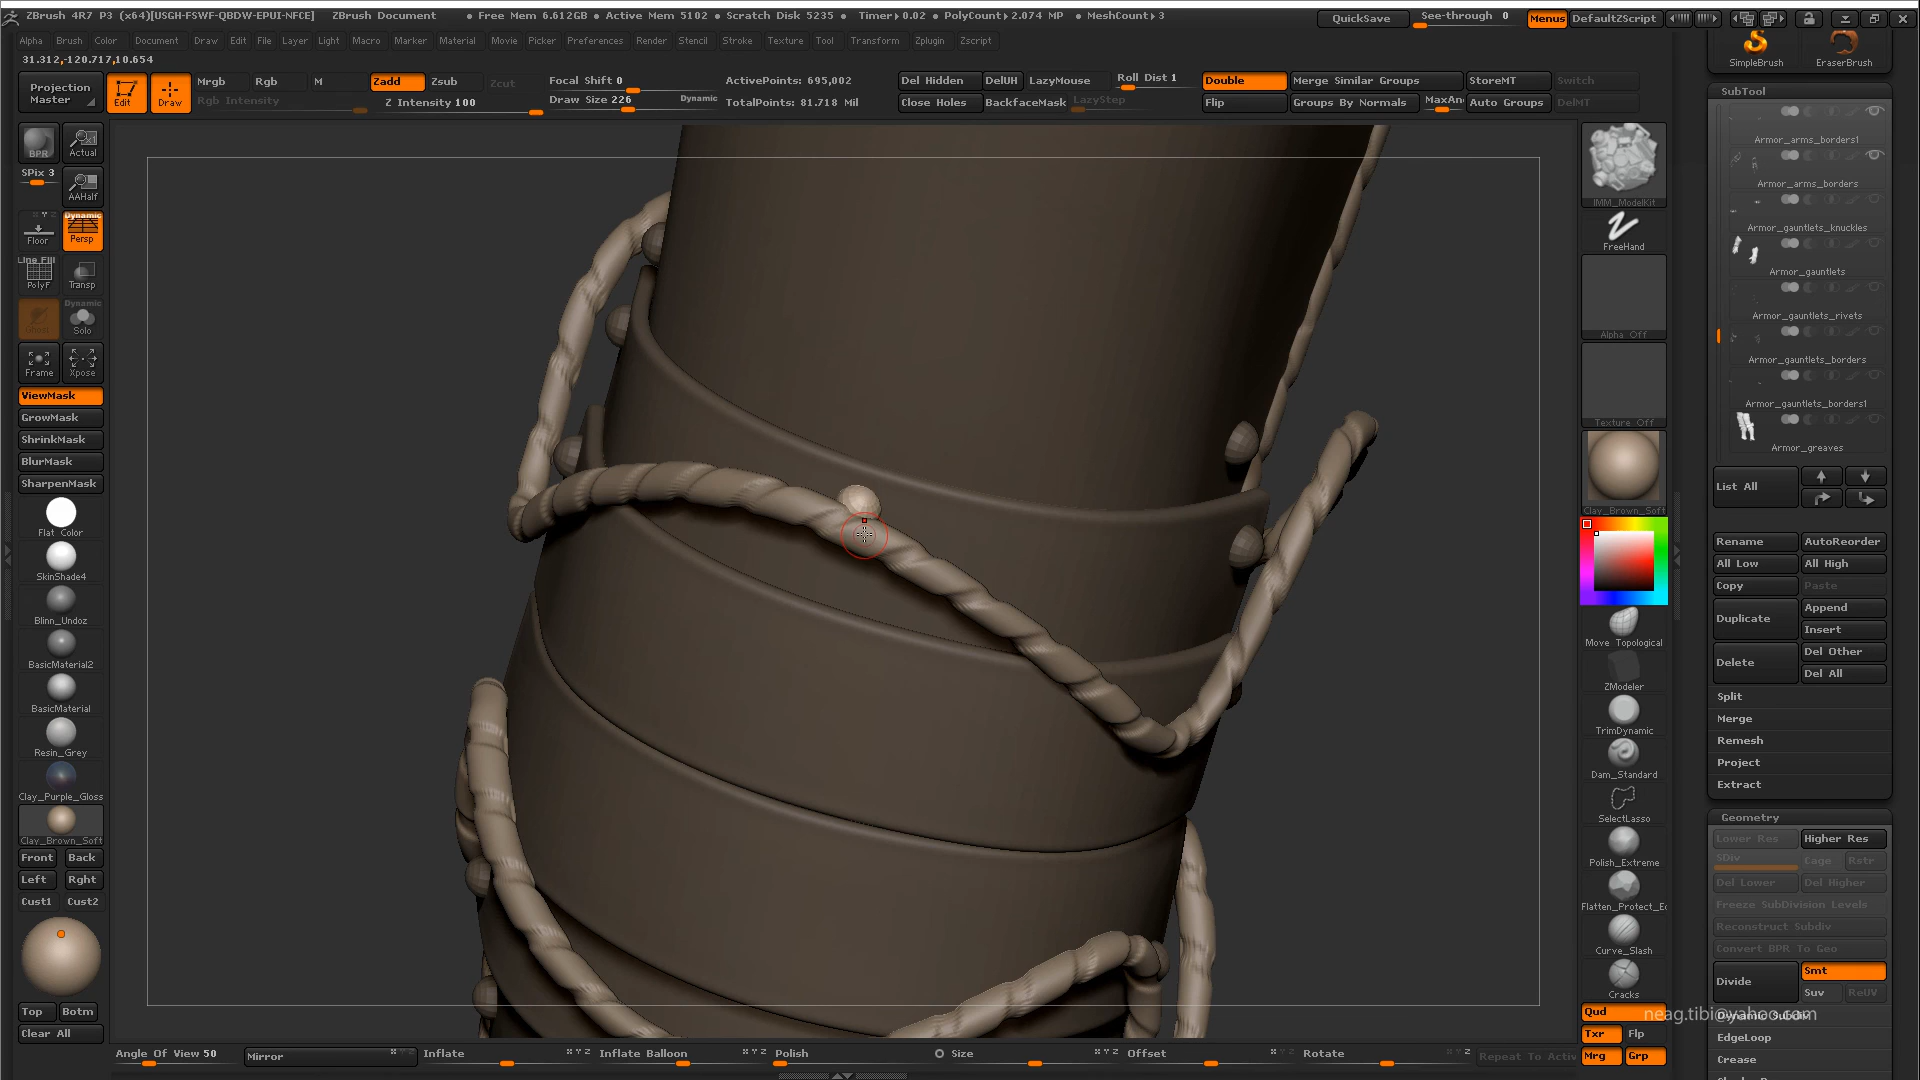 ZBrush 4R7 P3 (x64)[USGH-FSWF-QBDW-EPUI-NFCE] ZBrush Document • Free Mem 6.612GB • Active Mem 5102 • Scratch Disk 5235 • Timer▸0.02 • PolyCount▸2.074 MP • MeshCount▸3 QuickSave See-through 0 Menus DefaultZScript
Alpha Brush Color Document Draw Edit File Layer Light Macro Marker Material Movie Picker Preferences Render Stencil Stroke Texture Tool Transform Zplugin Zscript
31.312,-120.717,10.654
Projection Master
Edit
Draw
Mrgb Rgb M Zadd Zsub Zcut
Rgb Intensity Z Intensity 100
Focal Shift 0
Draw Size 226 Dynamic
ActivePoints: 695,002
TotalPoints: 81.718 Mil
Del Hidden DelUH LazyMouse Roll Dist 1
Close Holes BackfaceMask LazyStep
Double Merge Similar Groups StoreMT Switch
Flip Groups By Normals MaxAn Auto Groups DelMT
BPR
Actual
SPix 3
AAHalf
Floor
Dynamic
Persp
Line Fill
PolyF
Transp
Ghost
Dynamic
Solo
Frame
Xpose
ViewMask
GrowMask
ShrinkMask
BlurMask
SharpenMask
Flat Color
SkinShade4
Blinn_Undoz
BasicMaterial2
BasicMaterial
Resin_Grey
Clay_Purple_Gloss
Clay_Brown_Soft
Front Back
Left Rght
Cust1 Cust2
Top Botm
Clear All
Angle Of View 50 Mirror Inflate Inflate Balloon Polish Size Offset Rotate Repeat To Activ
IMM_ModelKit
FreeHand
Alpha Off
Texture Off
Clay_Brown_Soft
Move Topological
ZModeler
TrimDynamic
Dam_Standard
SelectLasso
Polish_Extreme
Flatten_Protect_Ed
Curve_Slash
Cracks
Qud
Txr Flp
Mrg Grp
SimpleBrush EraserBrush
SubTool
Armor_arms_borders1
Armor_arms_borders
Armor_gauntlets_knuckles
Armor_gauntlets
Armor_gauntlets_rivets
Armor_gauntlets_borders
Armor_gauntlets_borders1
Armor_greaves
List All
Rename AutoReorder
All Low All High
Copy Paste
Duplicate Append
Insert
Delete Del Other
Del All
Split
Merge
Remesh
Project
Extract
Geometry
Lower Res Higher Res
SDiv Cage Rstr
Del Lower Del Higher
Freeze SubDivision Levels
Reconstruct Subdiv
Convert BPR To Geo
Divide Smt
Suv ReUV
Dynamic Subdiv
neag.tibi@yahoo.com
EdgeLoop
Crease